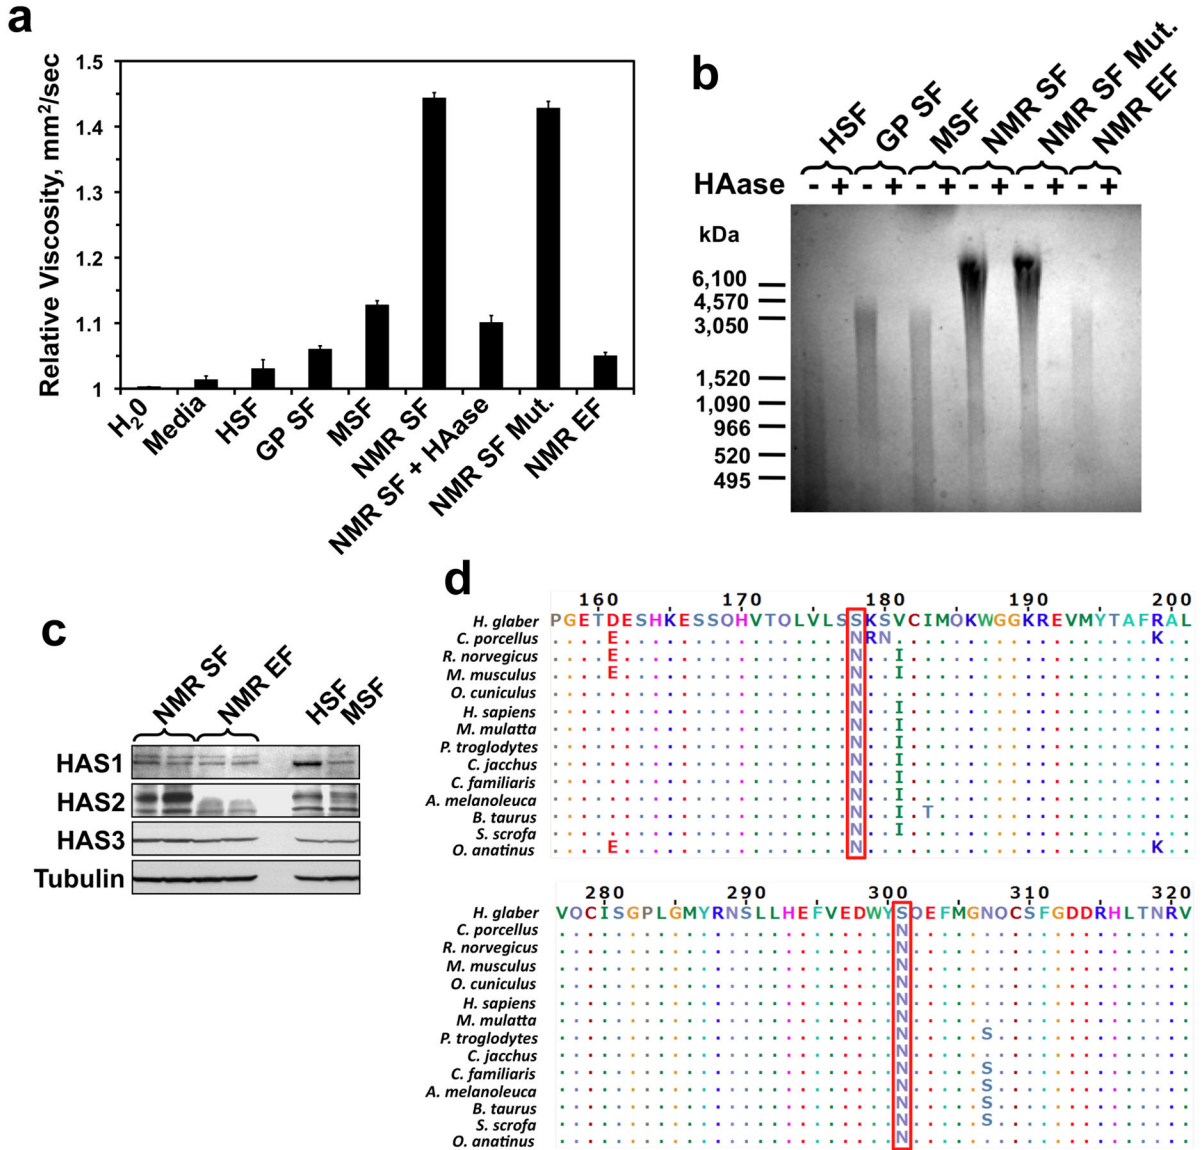 a
Relative Viscosity, mm²/sec
1.5
1.4
1.3
1.2
1.1
1
H₂0
Media
HSF
GP SF
MSF
NMR SF
NMR SF + HAase
NMR SF Mut.
NMR EF
b
HSF
GP SF
MSF
NMR SF
NMR SF Mut.
NMR EF
HAase - + - + - + - + - + - +
kDa
6,100
4,570
3,050
1,520
1,090
966
520
495
c
NMR SF
NMR EF
HSF
MSF
HAS1
HAS2
HAS3
Tubulin
d
160 170 180 190 200
H. glaber PGETDESHKESSQHVTQLVLSSKSVCIMQKWGGKREVMYTAFRAL
C. porcellus E N R N K
R. norvegicus E N I
M. musculus E N I
O. cuniculus N
H. sapiens N I
M. mulatta N I
P. troglodytes N I
C. jacchus N I
C. familiaris N I
A. melanoleuca N I
B. taurus N I T
S. scrofa N I
O. anatinus E N K
280 290 300 310 320
H. glaber VQCISGPLGMYRNSLLHEFVEDWYSQEFMGNQCSFGDDRHLTNRV
C. porcellus N
R. norvegicus N
M. musculus N
O. cuniculus N
H. sapiens N
M. mulatta N
P. troglodytes N S
C. jacchus N
C. familiaris N S
A. melanoleuca N S
B. taurus N S
S. scrofa N S
O. anatinus N